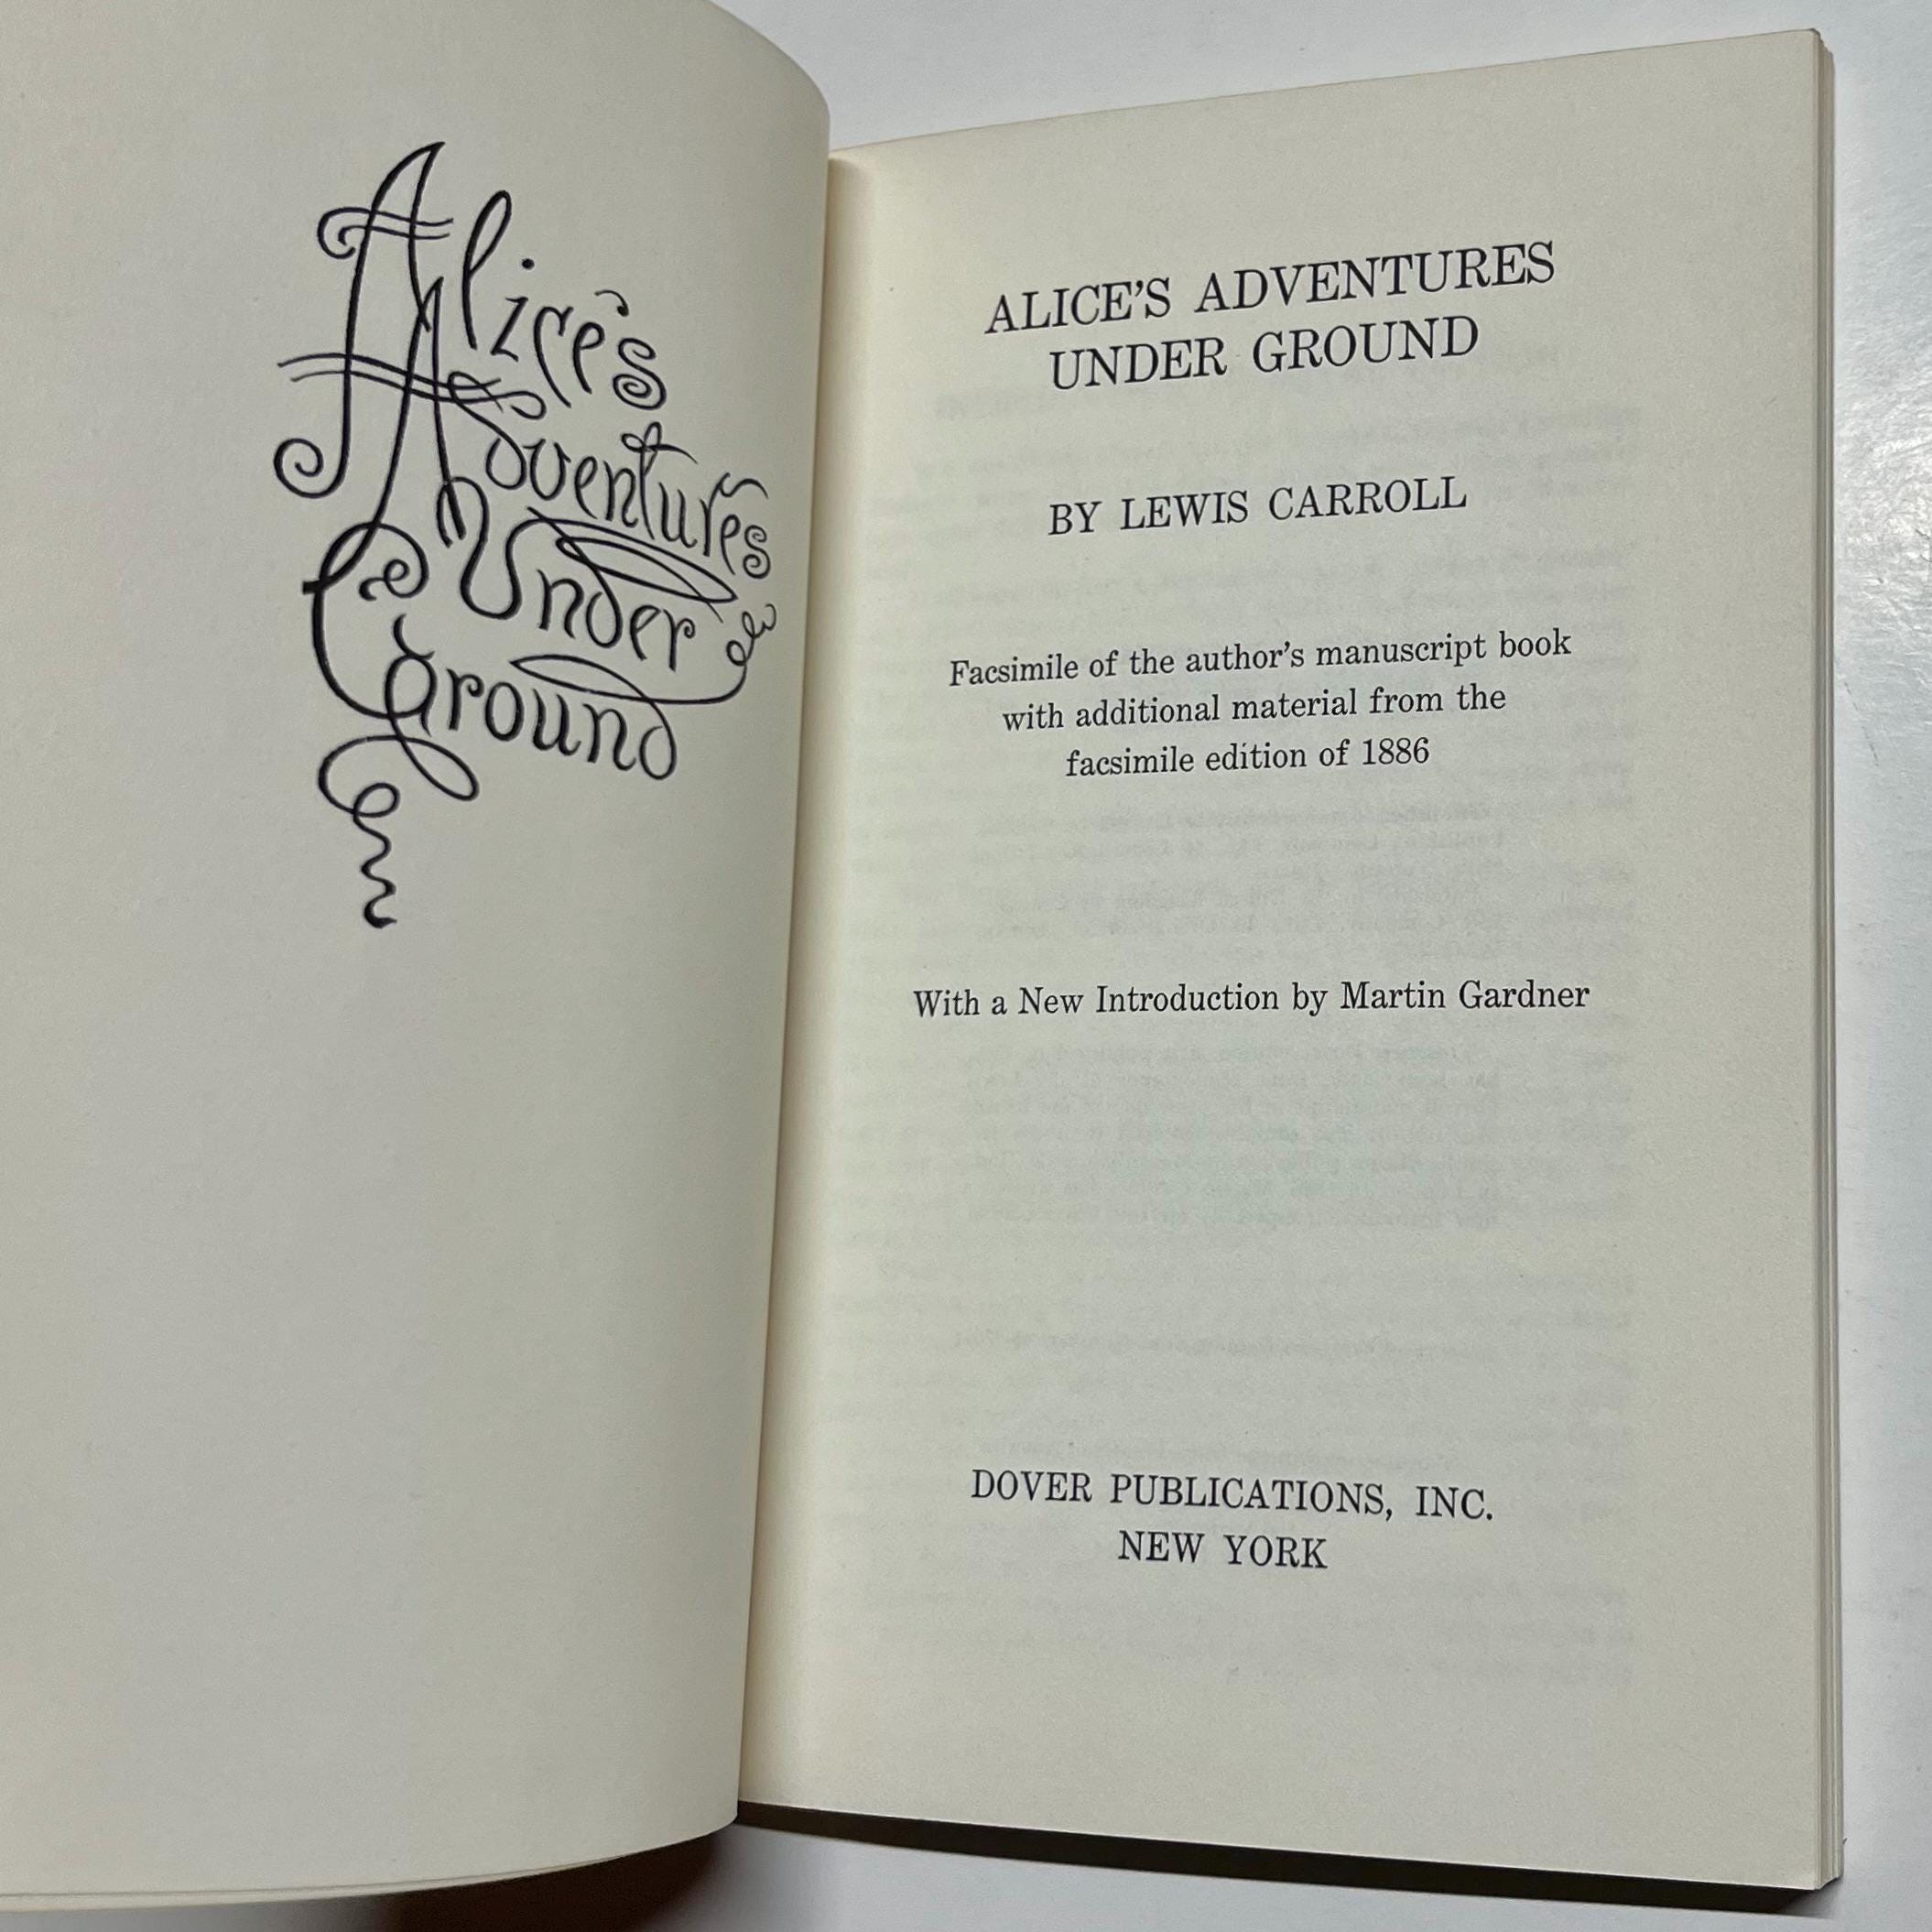 Alice's
Adventures
Under
Ground
ALICE'S ADVENTURES
UNDER GROUND
BY LEWIS CARROLL
Facsimile of the author's manuscript book
with additional material from the
facsimile edition of 1886
With a New Introduction by Martin Gardner
DOVER PUBLICATIONS, INC.
NEW YORK